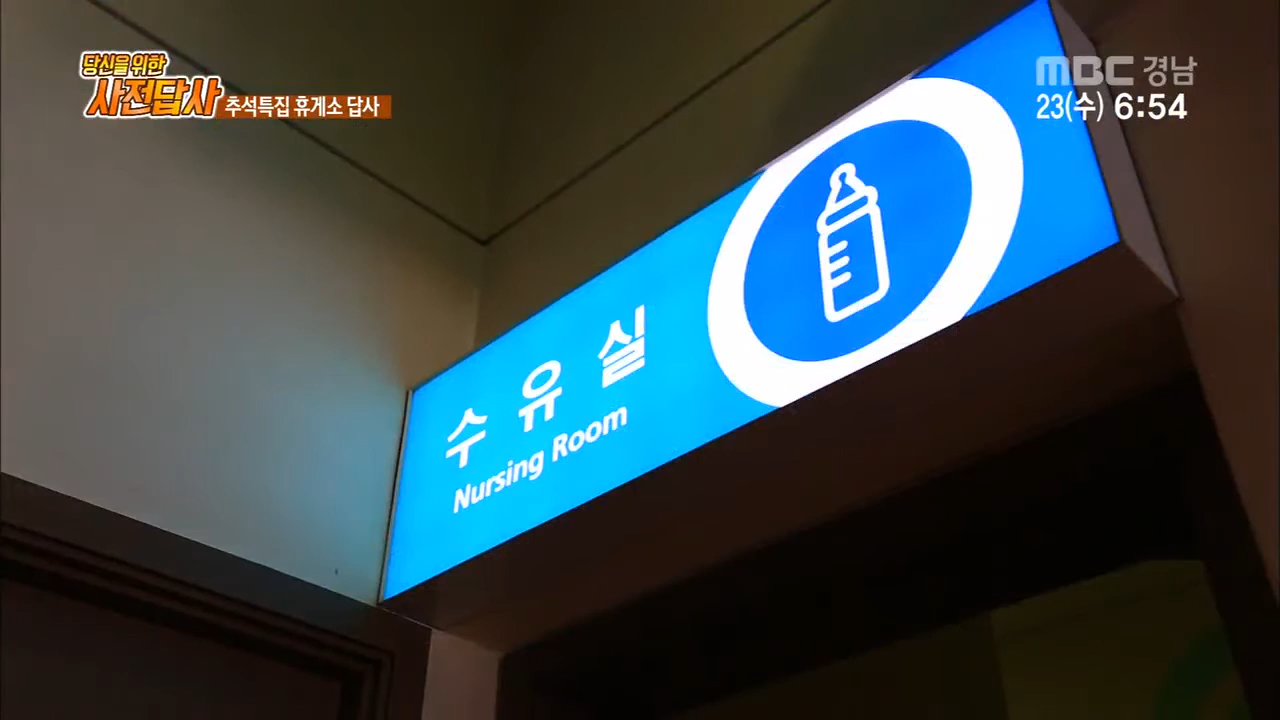 당신을 위한
사전답사 추석특집 휴게소 답사
MBC 경남
23(수) 6:54
수유실
Nursing Room